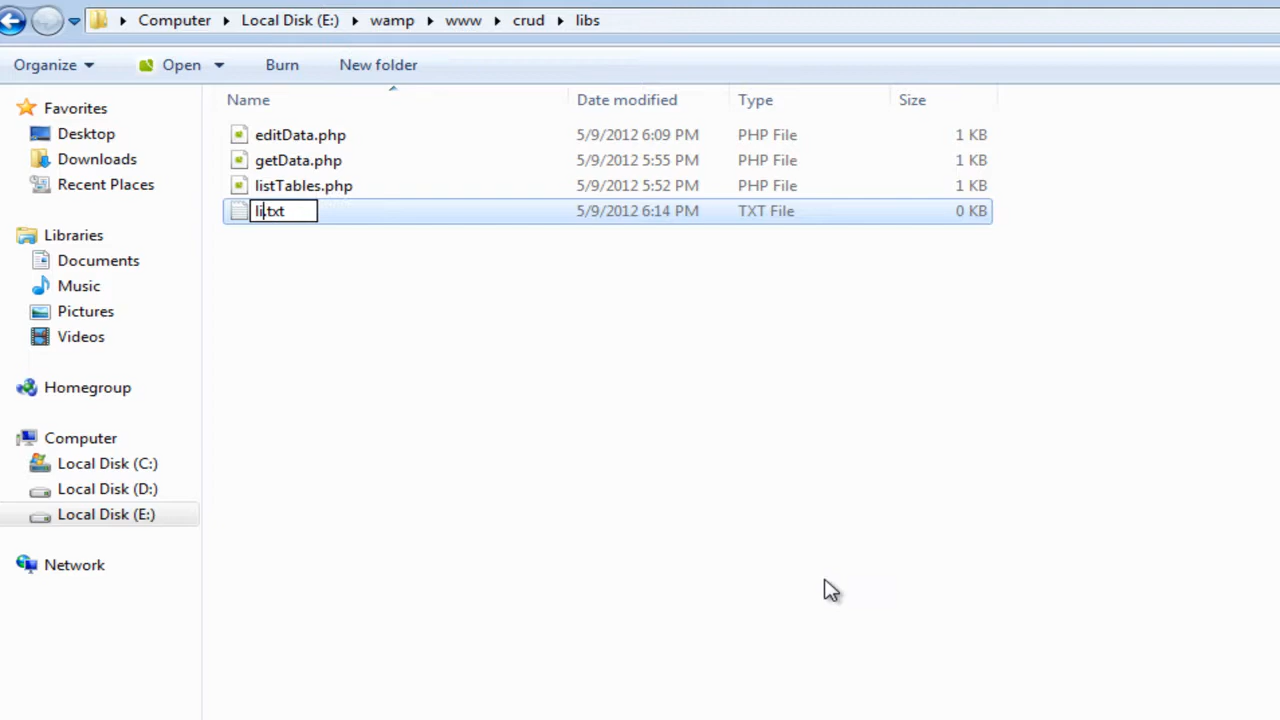 Computer Local Disk (E:) wamp www crud libs
Organize Open Burn New folder
Name Date modified Type Size
editData.php 5/9/2012 6:09 PM PHP File 1 KB
getData.php 5/9/2012 5:55 PM PHP File 1 KB
listTables.php 5/9/2012 5:52 PM PHP File 1 KB
li.txt 5/9/2012 6:14 PM TXT File 0 KB
Favorites
Desktop
Downloads
Recent Places
Libraries
Documents
Music
Pictures
Videos
Homegroup
Computer
Local Disk (C:)
Local Disk (D:)
Local Disk (E:)
Network